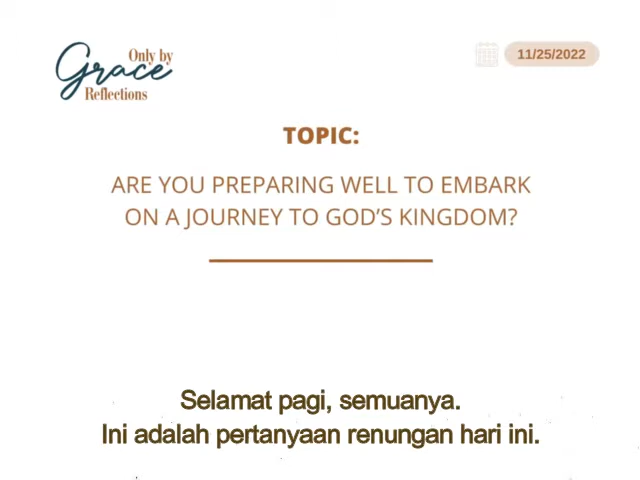 Only by
Grace
Reflections
11/25/2022
TOPIC:
ARE YOU PREPARING WELL TO EMBARK
ON A JOURNEY TO GOD'S KINGDOM?
Selamat pagi, semuanya.
Ini adalah pertanyaan renungan hari ini.